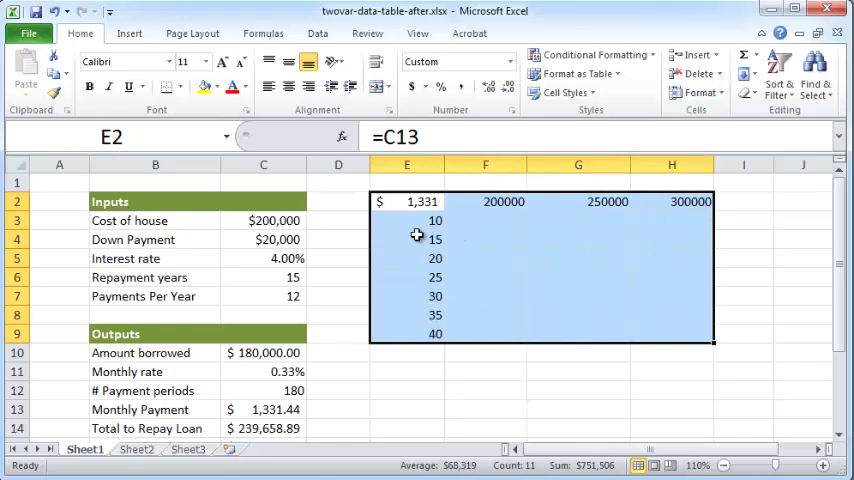 twovar-data-table-after.xlsx - Microsoft Excel
File Home Insert Page Layout Formulas Data Review View Acrobat
Paste Calibri 11 A A B I U A Custom $ % , Conditional Formatting Format as Table Cell Styles Insert Delete Format Σ Sort & Filter Find & Select
Clipboard Font Alignment Number Styles Cells Editing
E2 fx =C13
A B C D E F G H I J
1
2 Inputs $ 1,331 200000 250000 300000
3 Cost of house $200,000 10
4 Down Payment $20,000 15
5 Interest rate 4.00% 20
6 Repayment years 15 25
7 Payments Per Year 12 30
8 35
9 Outputs 40
10 Amount borrowed $ 180,000.00
11 Monthly rate 0.33%
12 # Payment periods 180
13 Monthly Payment $ 1,331.44
14 Total to Repay Loan $ 239,658.89
Sheet1 Sheet2 Sheet3
Ready Average: $68,319 Count: 11 Sum: $751,506 110%